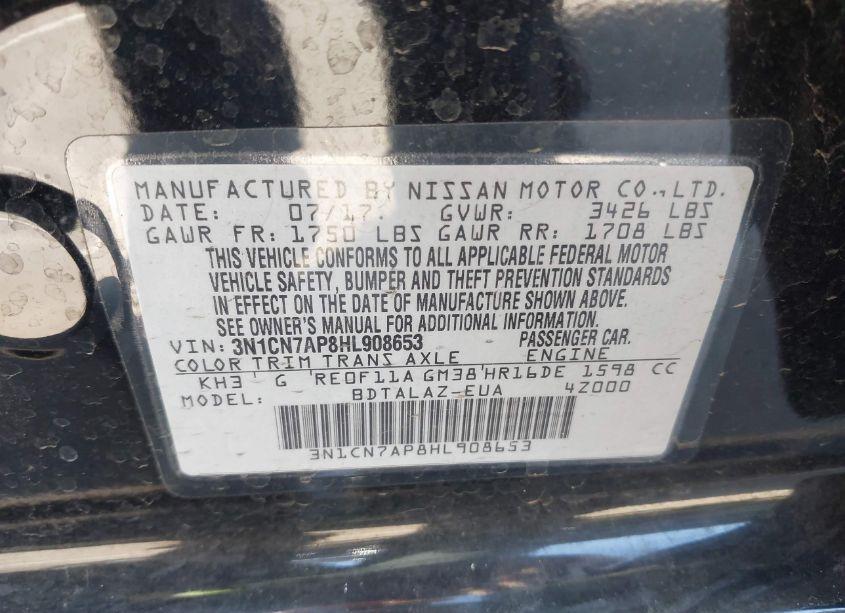 MANUFACTURED BY NISSAN MOTOR CO., LTD.
DATE: 07/17. GVWR: 3426 LBS
GAWR FR: 1750 LBS GAWR RR: 1708 LBS
THIS VEHICLE CONFORMS TO ALL APPLICABLE FEDERAL MOTOR
VEHICLE SAFETY, BUMPER AND THEFT PREVENTION STANDARDS
IN EFFECT ON THE DATE OF MANUFACTURE SHOWN ABOVE.
SEE OWNER'S MANUAL FOR ADDITIONAL INFORMATION.
VIN: 3N1CN7AP8HL908653 PASSENGER CAR.
COLOR TRIM TRANS AXLE ENGINE
KH3 G RE0F11A GM38 HR16DE 1598 CC
MODEL: BDTALAZ-EUA 4Z000
3N1CN7AP8HL908653